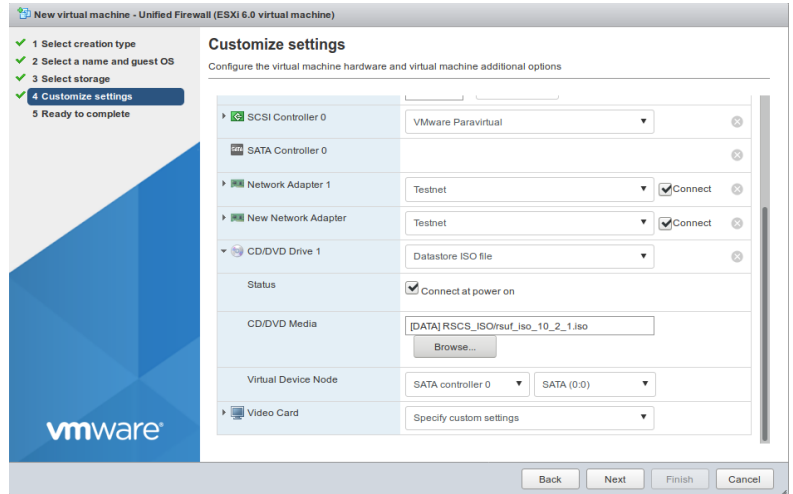 New virtual machine - Unified Firewall (ESXi 6.0 virtual machine)
1 Select creation type
2 Select a name and guest OS
3 Select storage
4 Customize settings
5 Ready to complete
vmware®
Customize settings
Configure the virtual machine hardware and virtual machine additional options
SCSI Controller 0
VMware Paravirtual
SATA
SATA Controller 0
Network Adapter 1
Testnet
Connect
New Network Adapter
Testnet
Connect
CD/DVD Drive 1
Datastore ISO file
Status
Connect at power on
CD/DVD Media
[DATA] RSCS_ISO/rsuf_iso_10_2_1.iso
Browse...
Virtual Device Node
SATA controller 0
SATA (0:0)
Video Card
Specify custom settings
Back
Next
Finish
Cancel